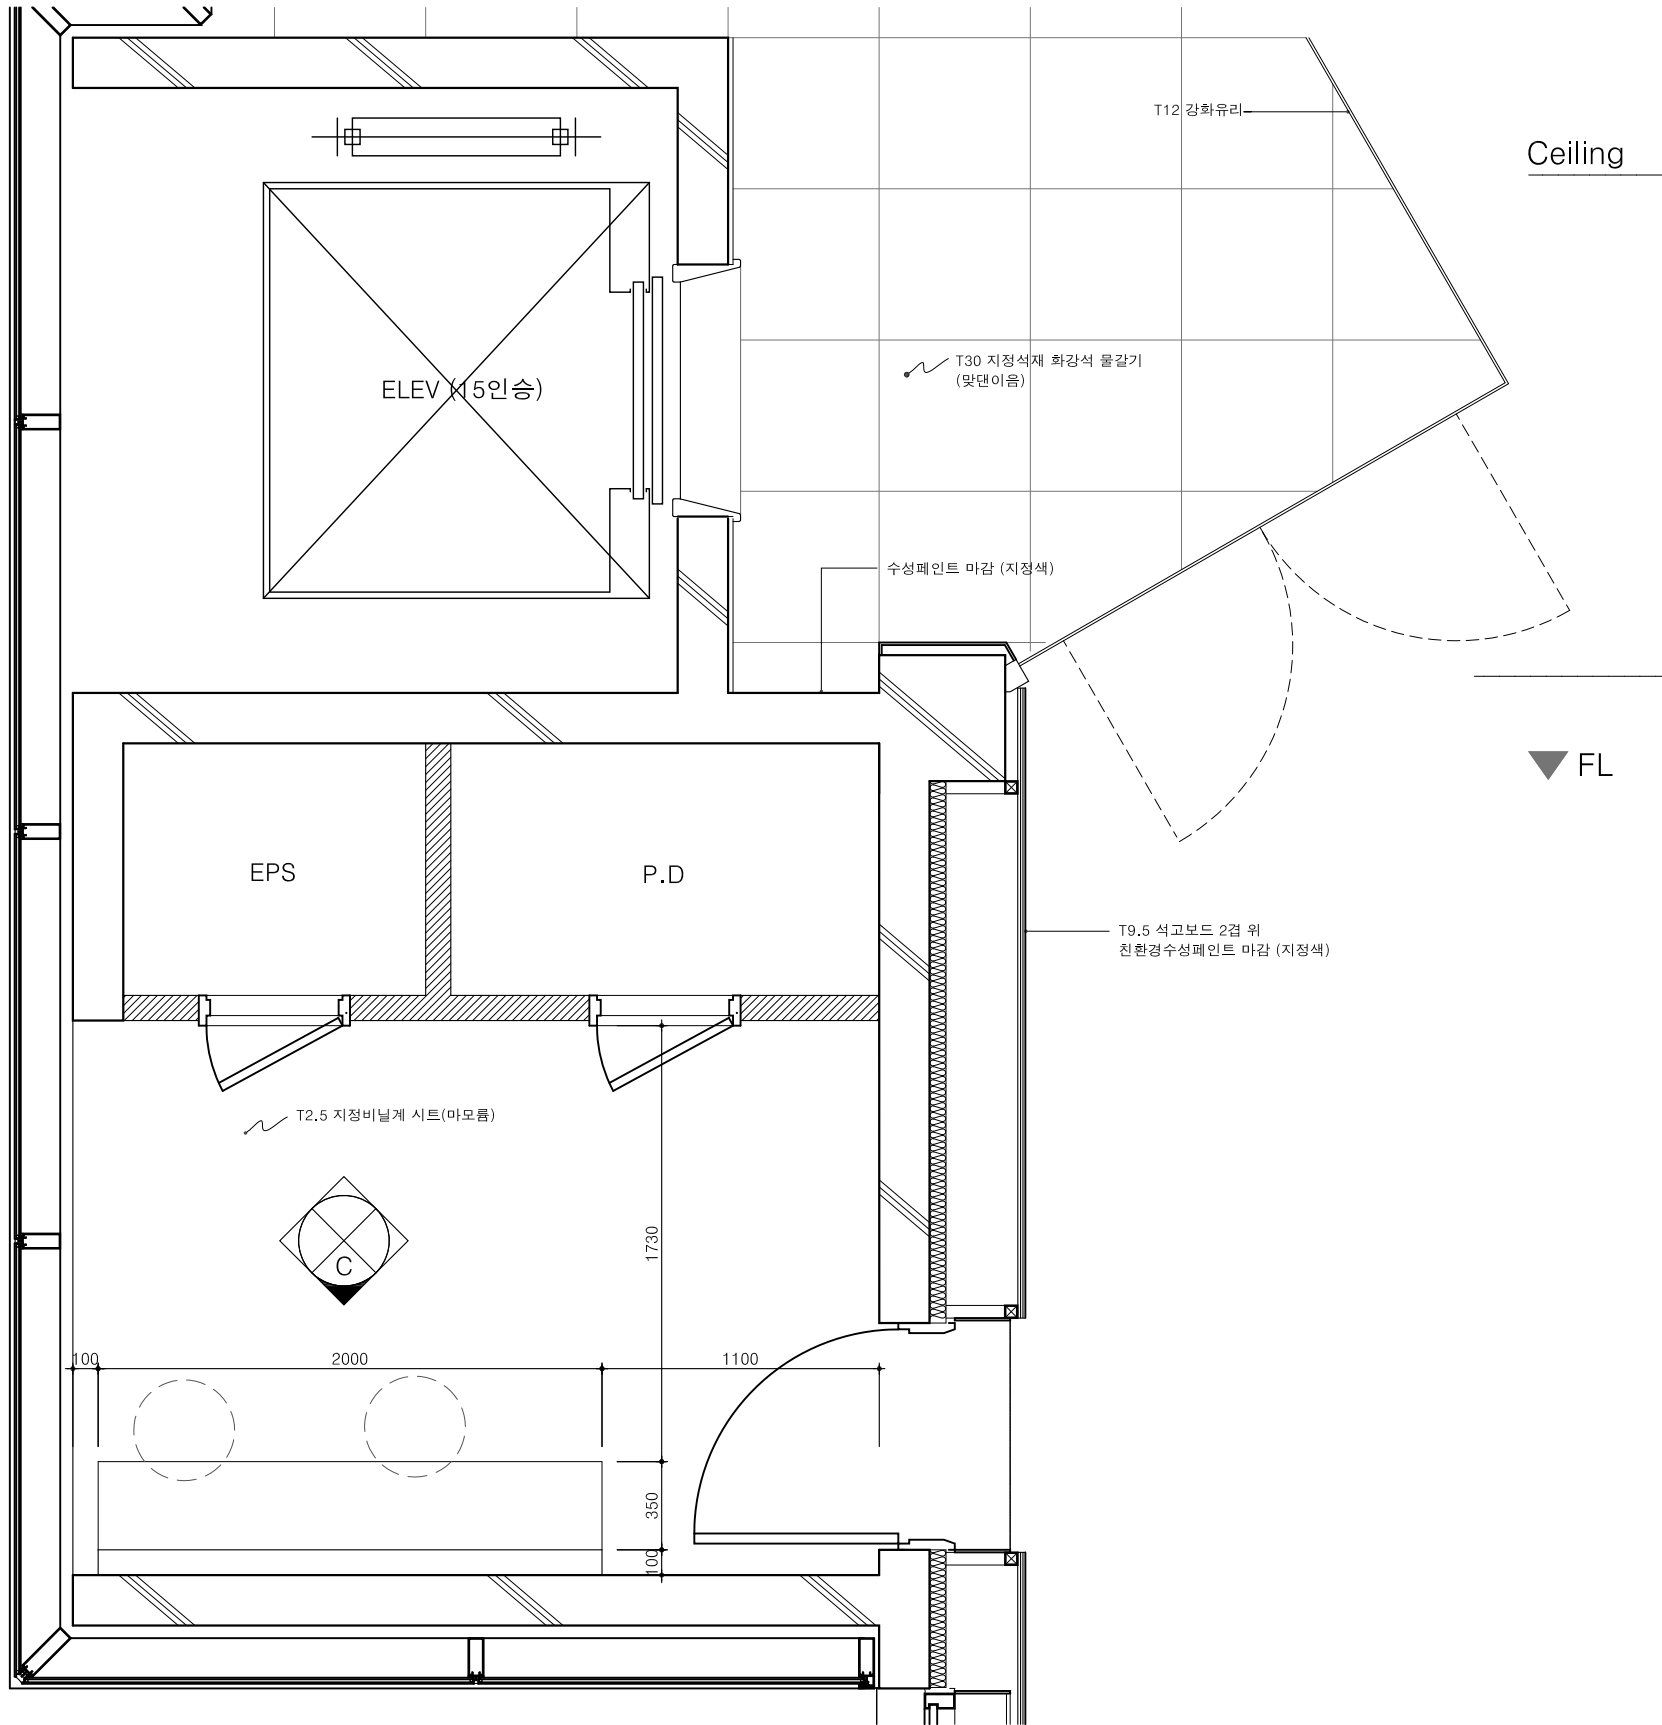 T12 강화유리
Ceiling
T30 지정석재 화강석 물갈기
(맞댄이음)
ELEV (15인승)
수성페인트 마감 (지정색)
FL
EPS
P.D
T9.5 석고보드 2겹 위
친환경수성페인트 마감 (지정색)
T2.5 지정비닐계 시트(마모륨)
1730
C
100
2000
1100
350
100